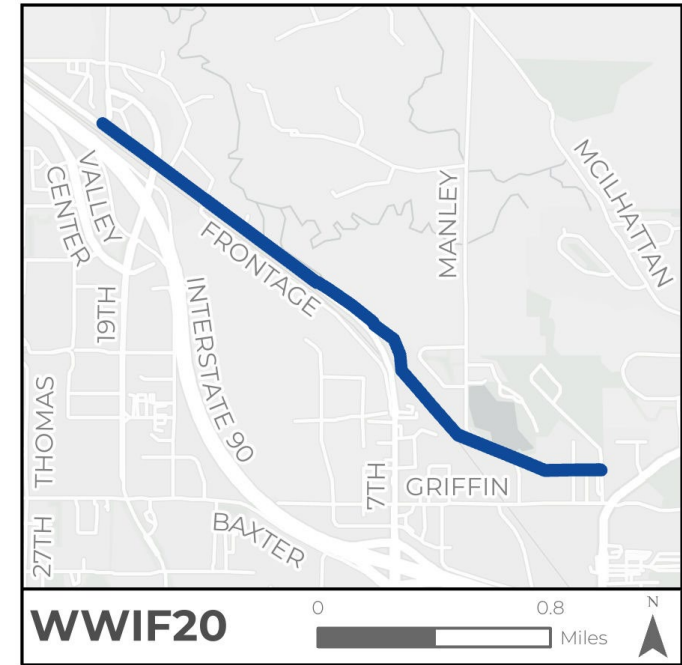 MCILHATTAN
MANLEY
VALLEY
CENTER
FRONTAGE
19TH
INTERSTATE 90
THOMAS
7TH
GRIFFIN
BAXTER
27TH
WWIF20
0 0.8
Miles
N